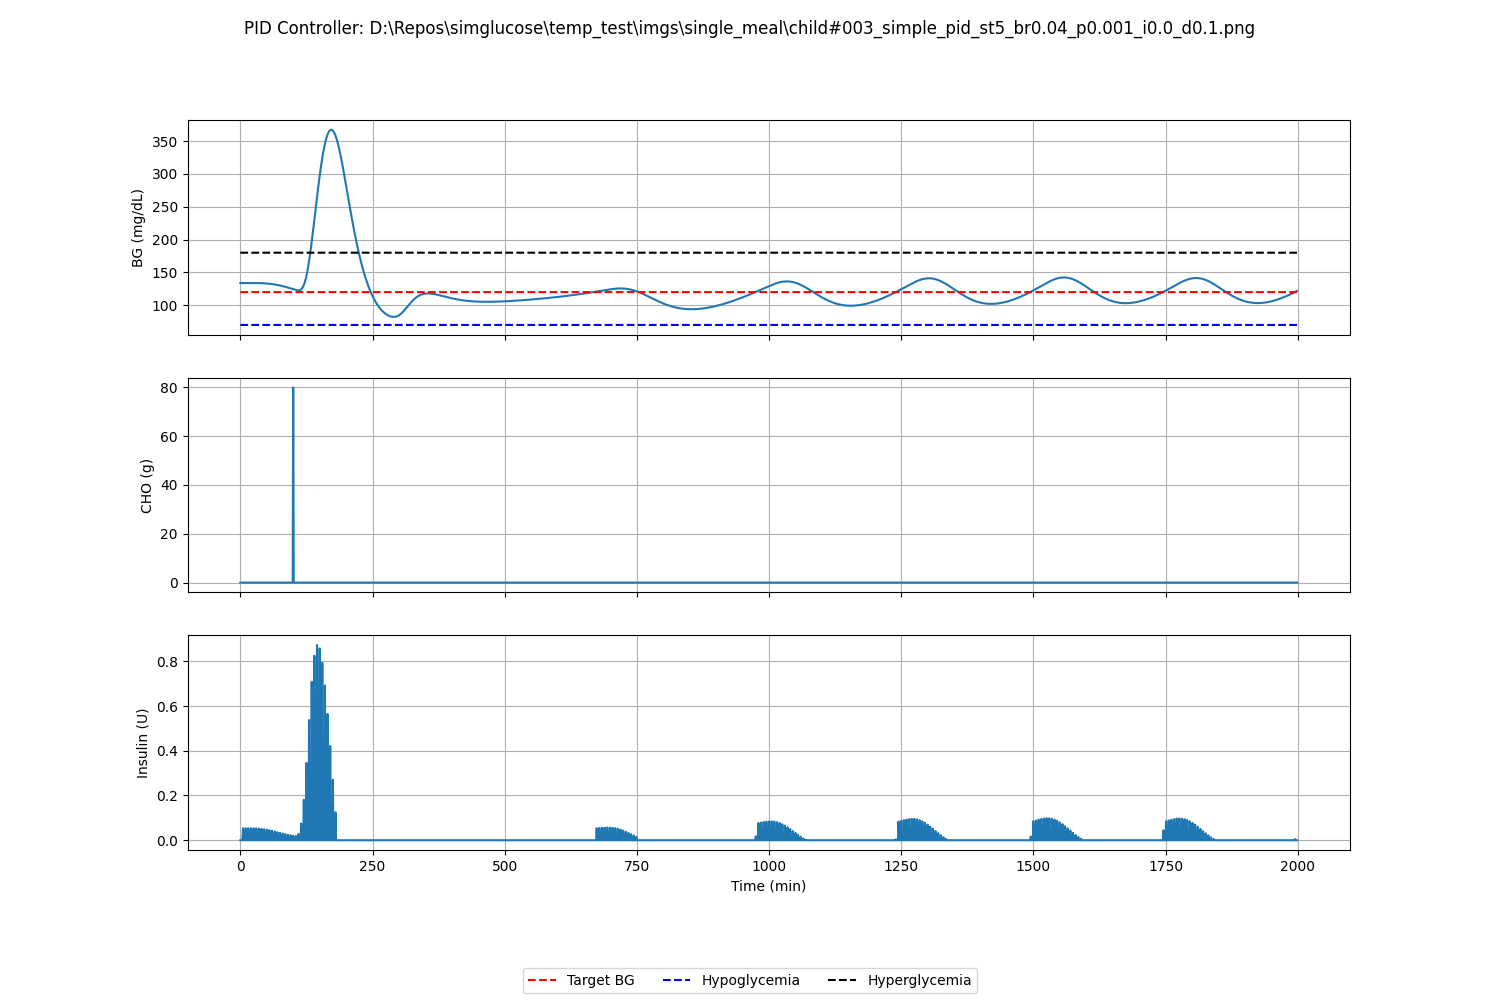 PID Controller: D:\Repos\simglucose\temp_test\imgs\single_meal\child#003_simple_pid_st5_br0.04_p0.001_i0.0_d0.1.png
350
300
250
200
150
100
BG (mg/dL)
80
60
40
20
0
CHO (g)
0.8
0.6
0.4
0.2
0.0
Insulin (U)
0 250 500 750 1000 1250 1500 1750 2000
Time (min)
Target BG Hypoglycemia Hyperglycemia